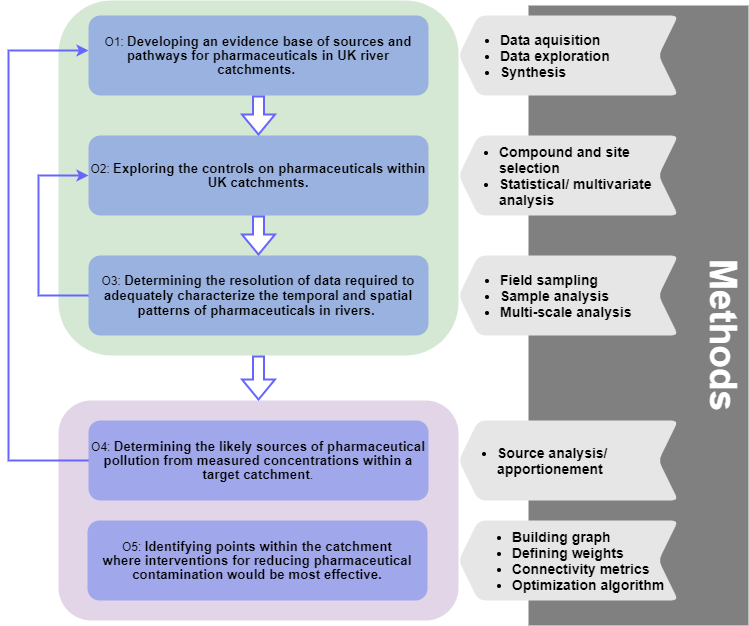 O1: Developing an evidence base of sources and
pathways for pharmaceuticals in UK river
catchments.
• Data aquisition
• Data exploration
• Synthesis
O2: Exploring the controls on pharmaceuticals within
UK catchments.
• Compound and site
selection
• Statistical/ multivariate
analysis
O3: Determining the resolution of data required to
adequately characterize the temporal and spatial
patterns of pharmaceuticals in rivers.
• Field sampling
• Sample analysis
• Multi-scale analysis
Methods
O4: Determining the likely sources of pharmaceutical
pollution from measured concentrations within a
target catchment.
• Source analysis/
apportionement
O5: Identifying points within the catchment
where interventions for reducing pharmaceutical
contamination would be most effective.
• Building graph
• Defining weights
• Connectivity metrics
• Optimization algorithm